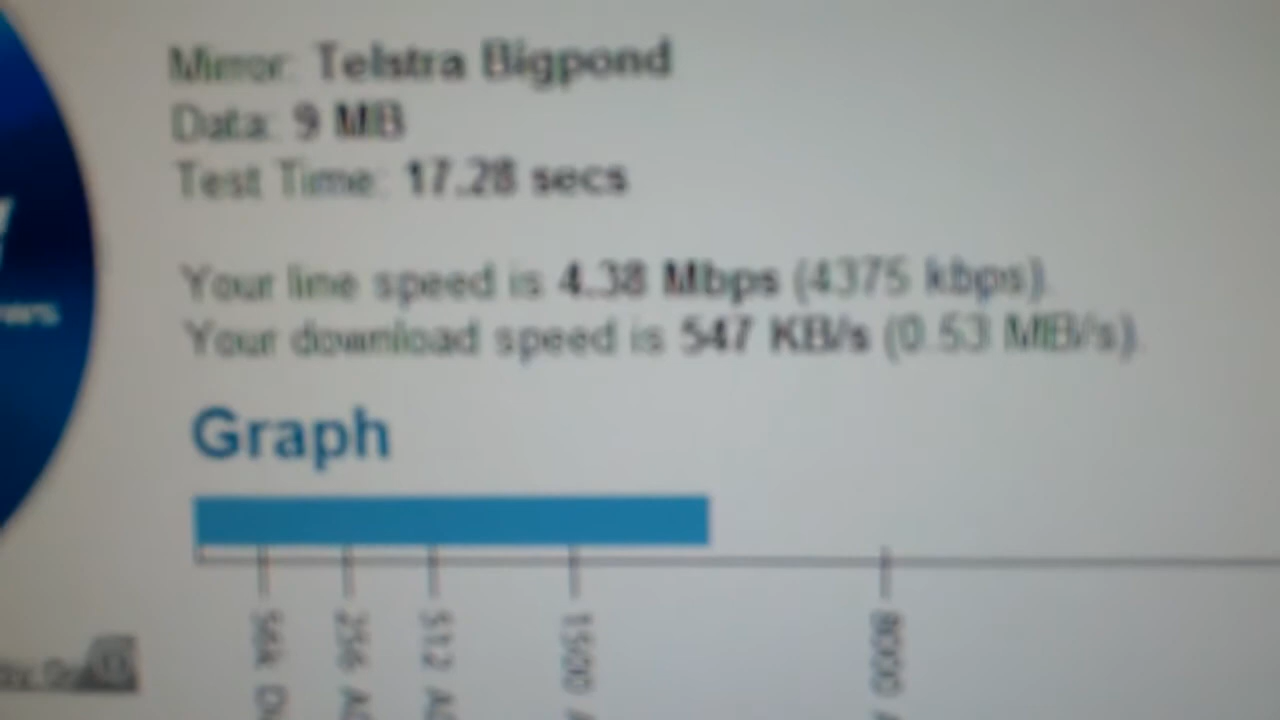 Mirror: Telstra Bigpond
Data: 9 MB
Test Time: 17.28 secs
Your line speed is 4.38 Mbps (4375 kbps).
Your download speed is 547 KB/s (0.53 MB/s).
Graph
56k
256
512
1500
8000